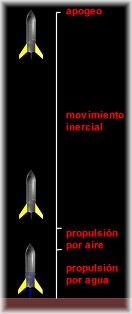 apogeo
movimiento
inercial
propulsión
por aire
propulsión
por agua